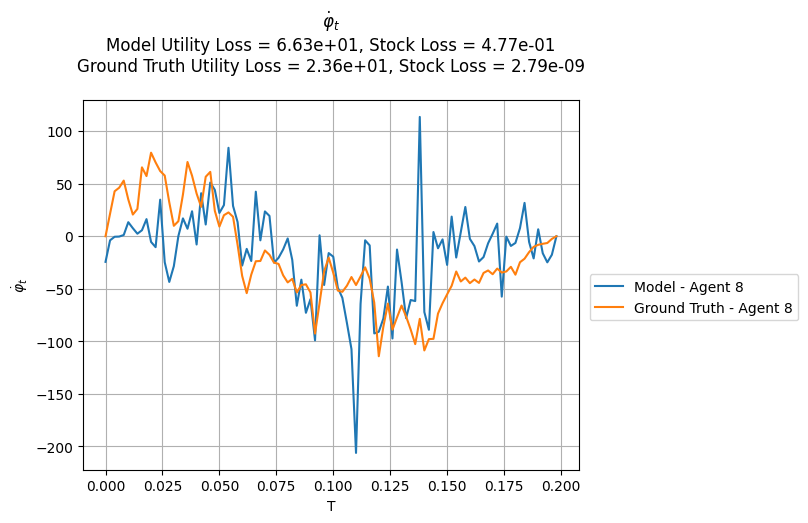 φ̇_t
Model Utility Loss = 6.63e+01, Stock Loss = 4.77e-01
Ground Truth Utility Loss = 2.36e+01, Stock Loss = 2.79e-09
100
50
0
−50
−100
−150
−200
φ̇_t
0.000 0.025 0.050 0.075 0.100 0.125 0.150 0.175 0.200
T
Model - Agent 8
Ground Truth - Agent 8